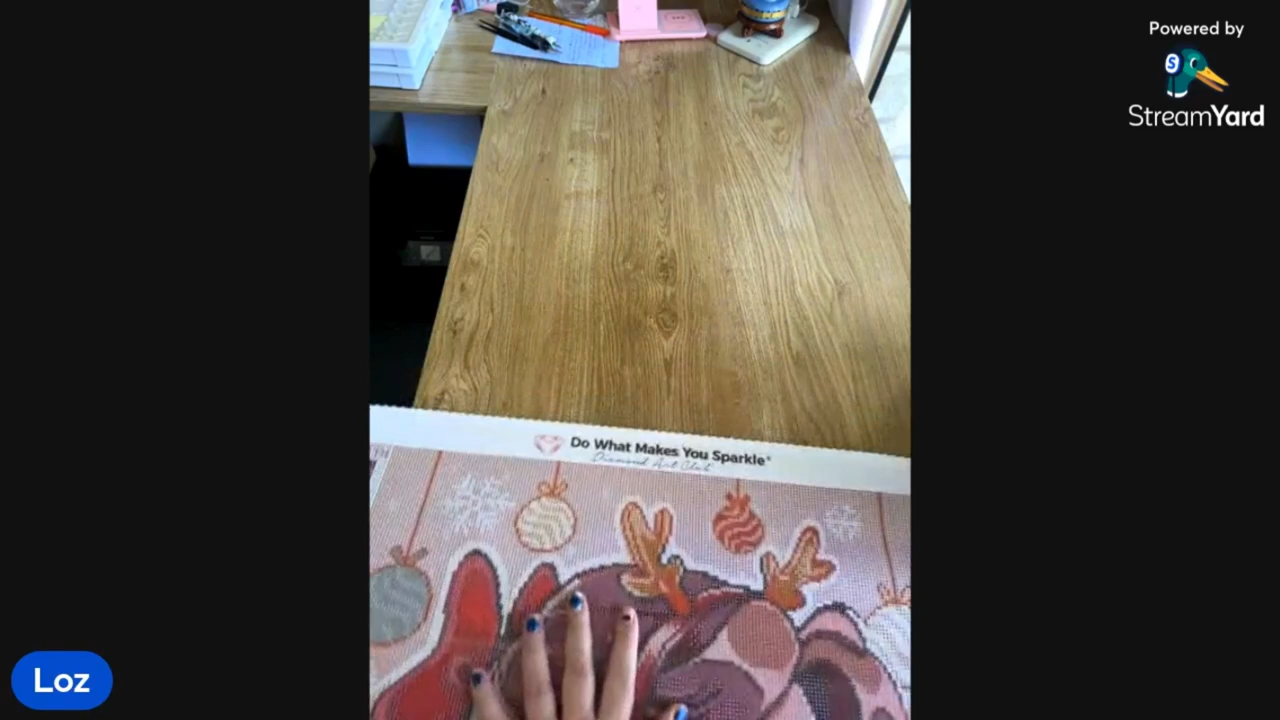 Powered by
StreamYard
Do What Makes You Sparkle
Diamond Art Club
Loz